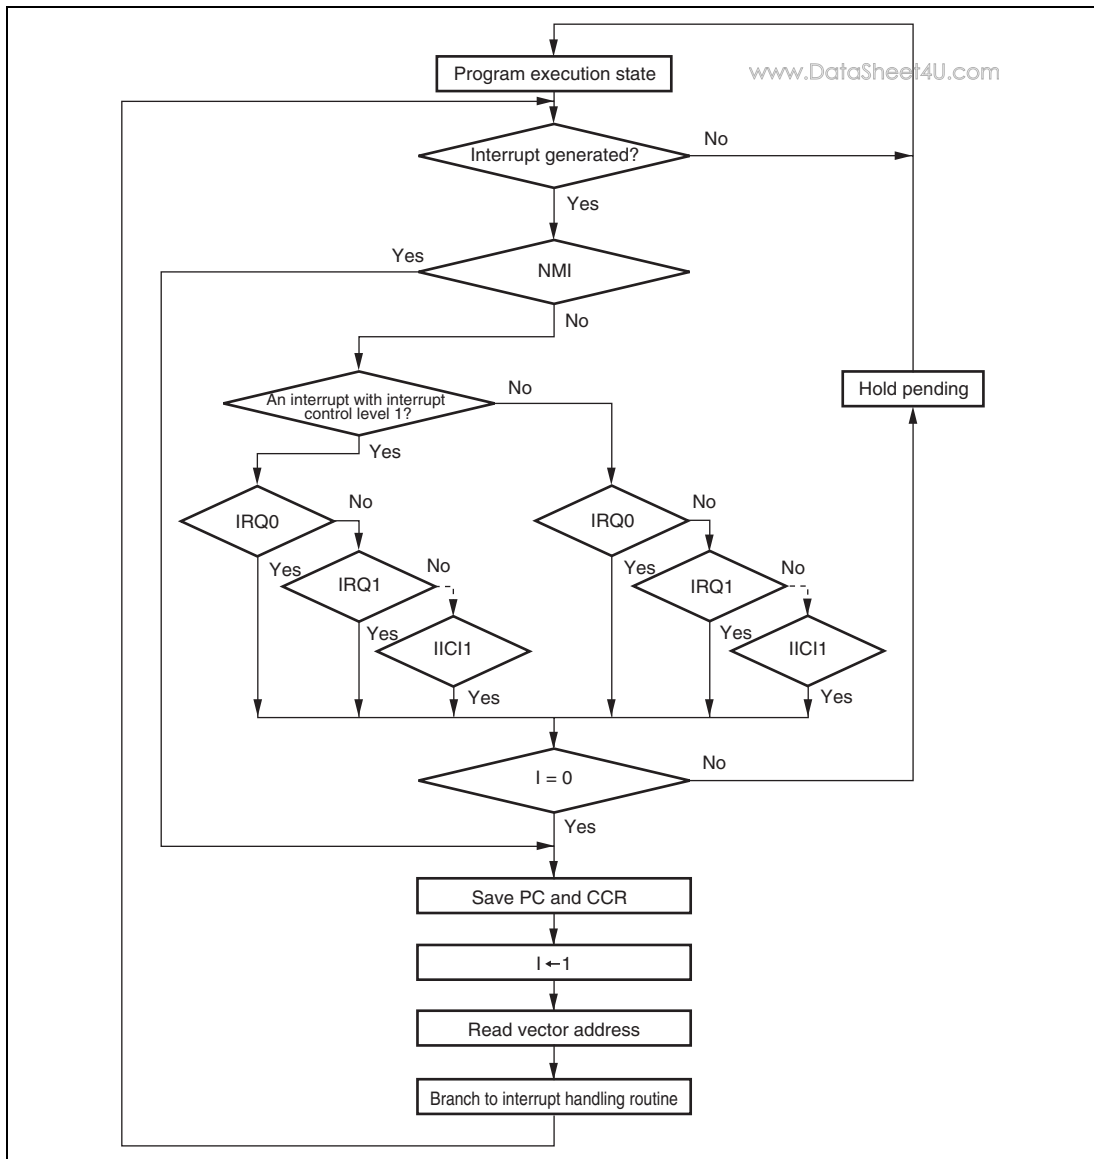 Program execution state
www.DataSheet4U.com
Interrupt generated?
No
Yes
Yes
NMI
No
An interrupt with interrupt
control level 1?
No
Hold pending
Yes
IRQ0
No
IRQ0
No
Yes
IRQ1
No
Yes
IRQ1
No
Yes
IICI1
Yes
IICI1
Yes
Yes
I = 0
No
Yes
Save PC and CCR
I ←1
Read vector address
Branch to interrupt handling routine